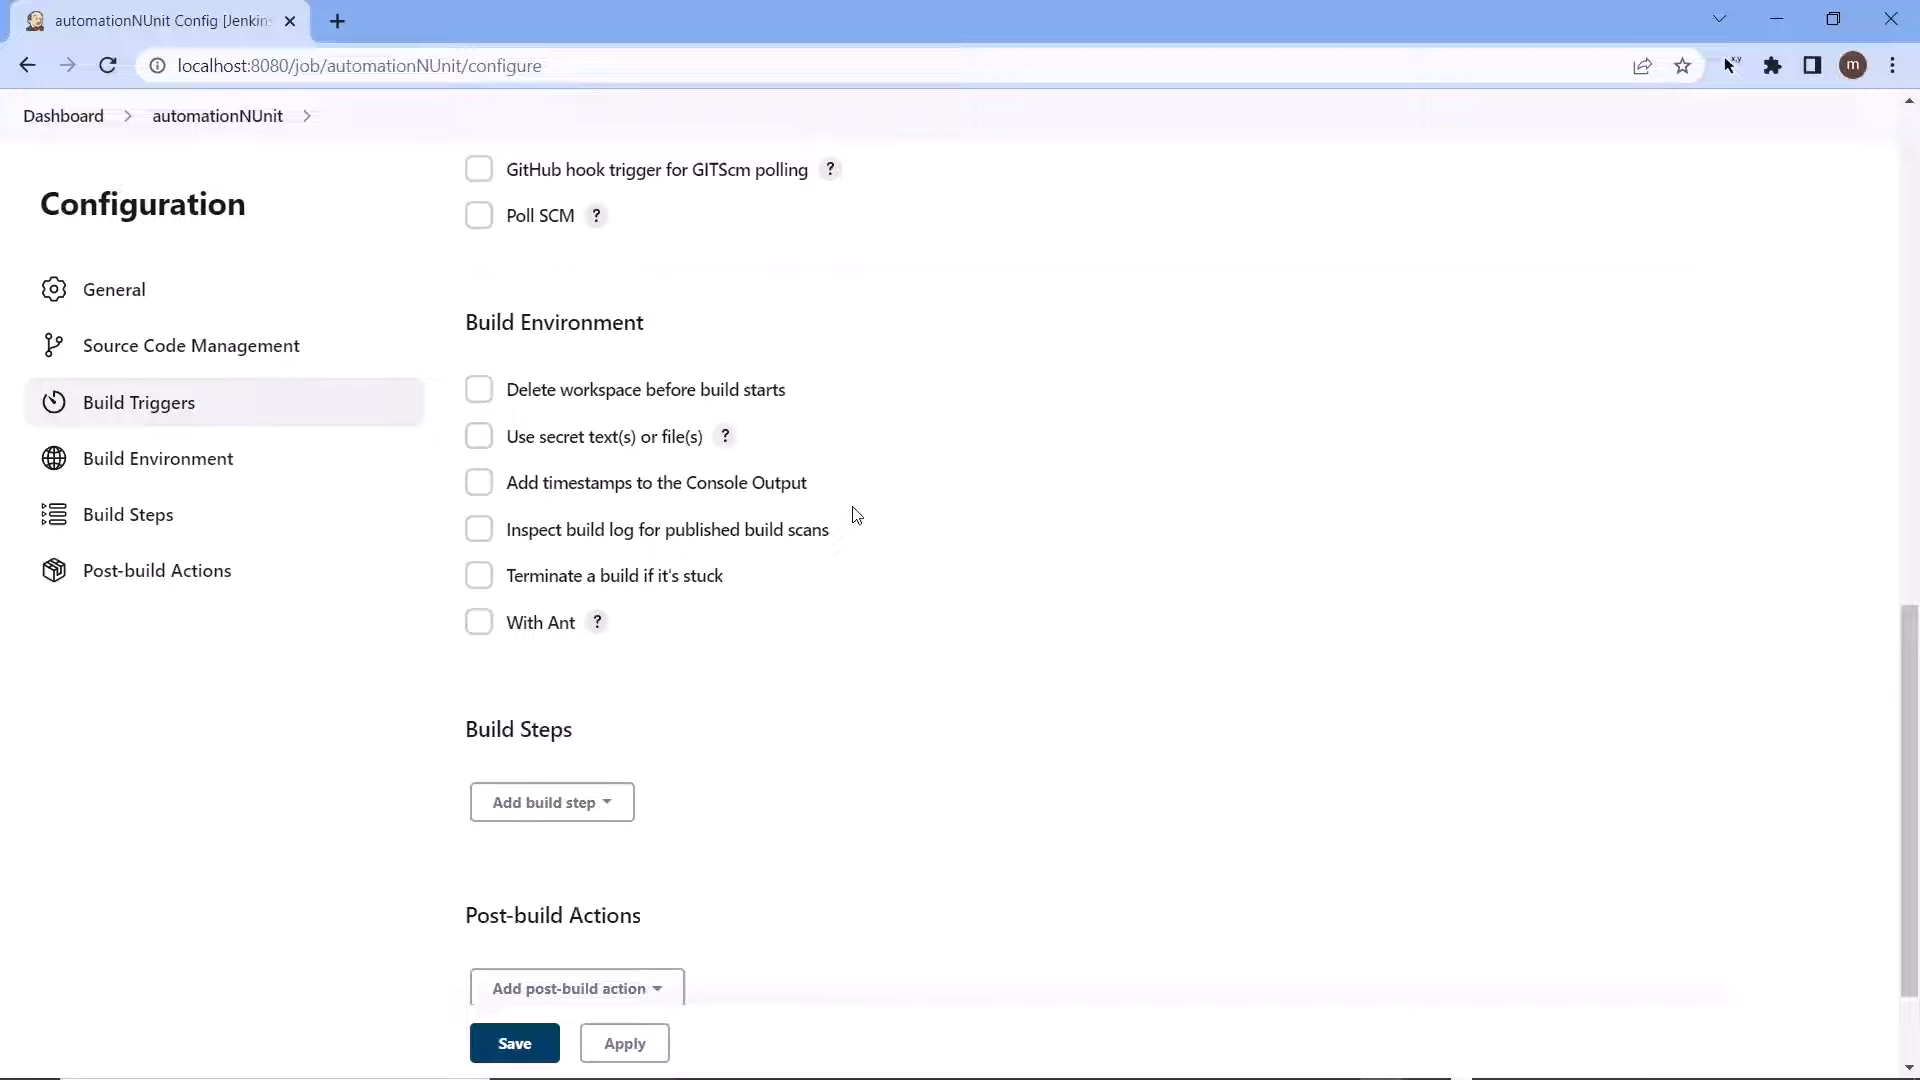 automationNUnit Config [Jenkins
localhost:8080/job/automationNUnit/configure
m
Dashboard
automationNUnit
Configuration
General
Source Code Management
Build Triggers
Build Environment
Build Steps
Post-build Actions
GitHub hook trigger for GITScm polling ?
Poll SCM ?
Build Environment
Delete workspace before build starts
Use secret text(s) or file(s) ?
Add timestamps to the Console Output
Inspect build log for published build scans
Terminate a build if it's stuck
With Ant ?
Build Steps
Add build step
Post-build Actions
Add post-build action
Save
Apply